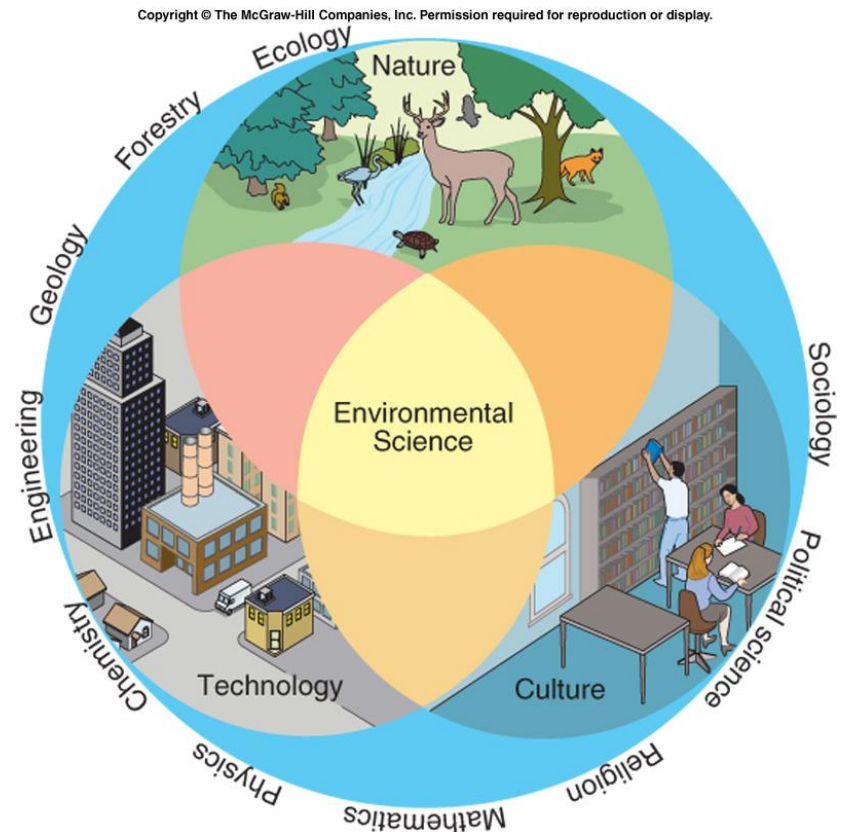 Copyright © The McGraw-Hill Companies, Inc. Permission required for reproduction or display.
Ecology
Nature
Forestry
Geology
Sociology
Environmental
Science
Engineering
Political science
Chemistry
Technology
Culture
Physics
Religion
Mathematics